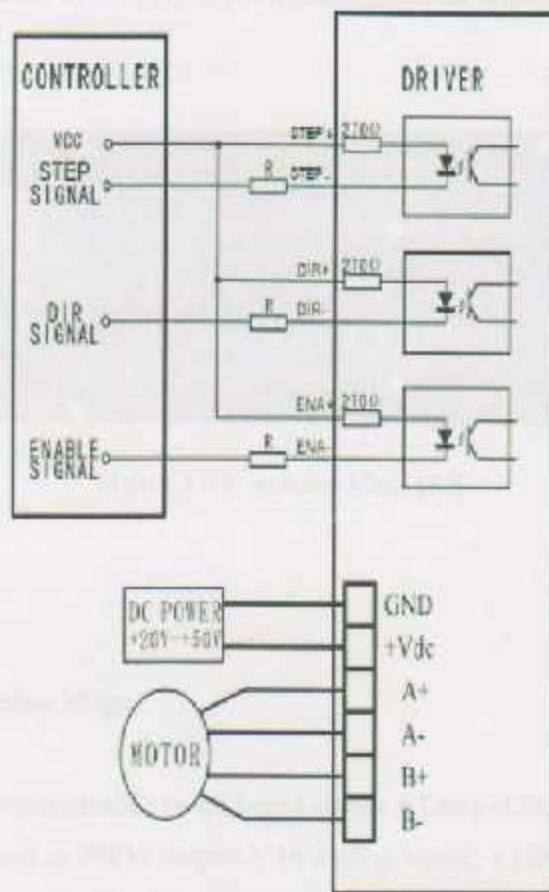 CONTROLLER
DRIVER
VCC
STEP+ 270Ω
STEP
SIGNAL
R STEP-
DIR+ 270Ω
DIR
SIGNAL
R DIR-
ENA+ 270Ω
ENABLE
SIGNAL
R ENA-
DC POWER
+20V-+50V
GND
+Vdc
A+
A-
MOTOR
B+
B-